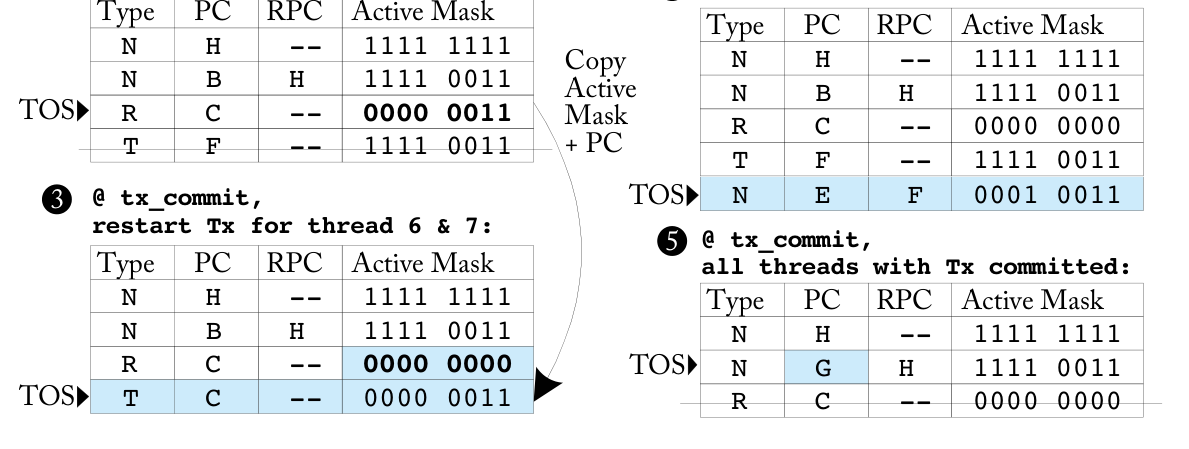 Type PC RPC Active Mask
N H -- 1111 1111
N B H 1111 0011
TOS R C -- 0000 0011
T F -- 1111 0011
Copy
Active
Mask
+ PC
3 @ tx_commit,
restart Tx for thread 6 & 7:
Type PC RPC Active Mask
N H -- 1111 1111
N B H 1111 0011
R C -- 0000 0000
TOS T C -- 0000 0011
Type PC RPC Active Mask
N H -- 1111 1111
N B H 1111 0011
R C -- 0000 0000
T F -- 1111 0011
TOS N E F 0001 0011
5 @ tx_commit,
all threads with Tx committed:
Type PC RPC Active Mask
N H -- 1111 1111
TOS N G H 1111 0011
R C -- 0000 0000